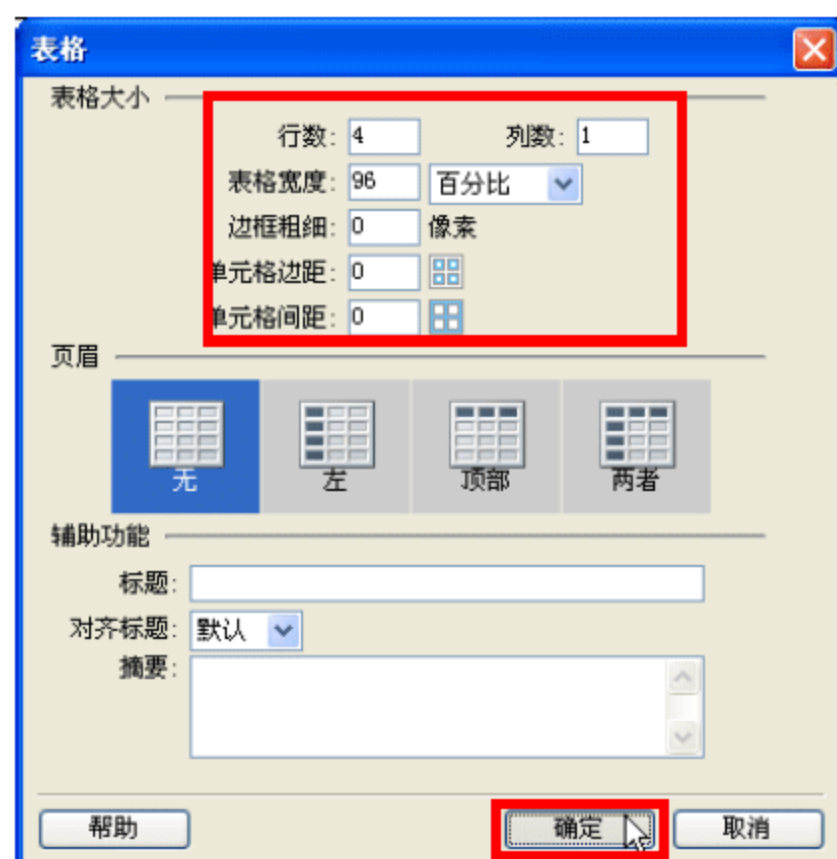 表格
表格大小
行数: 4 列数: 1
表格宽度: 96 百分比
边框粗细: 0 像素
单元格边距: 0
单元格间距: 0
页眉
无 左 顶部 两者
辅助功能
标题:
对齐标题: 默认
摘要:
帮助 确定 取消